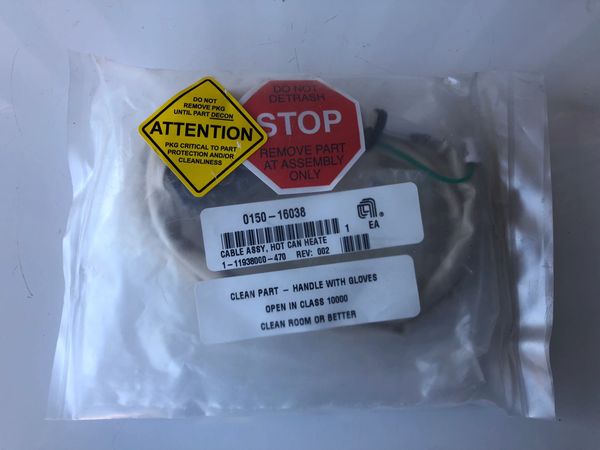 DO NOT
REMOVE PKG
UNTIL PART DECON
ATTENTION
PKG CRITICAL TO PART
PROTECTION AND/OR
CLEANLINESS
DO NOT
DETRASH
STOP
REMOVE PART
AT ASSEMBLY
ONLY
0150-16038
1 EA
CABLE ASSY, HOT CAN HEATE
1-11938000-470 REV: 002
CLEAN PART - HANDLE WITH GLOVES
OPEN IN CLASS 10000
CLEAN ROOM OR BETTER